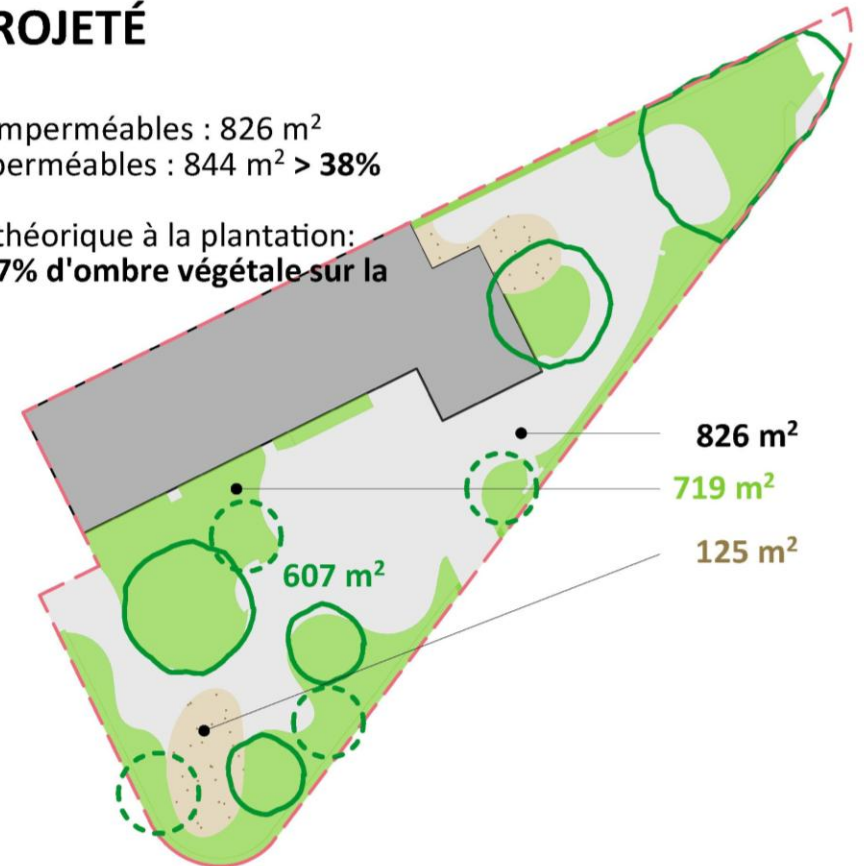 ROJETÉ
mperméables : 826 m²
perméables : 844 m² > 38%
théorique à la plantation:
7% d'ombre végétale sur la
826 m²
719 m²
125 m²
607 m²